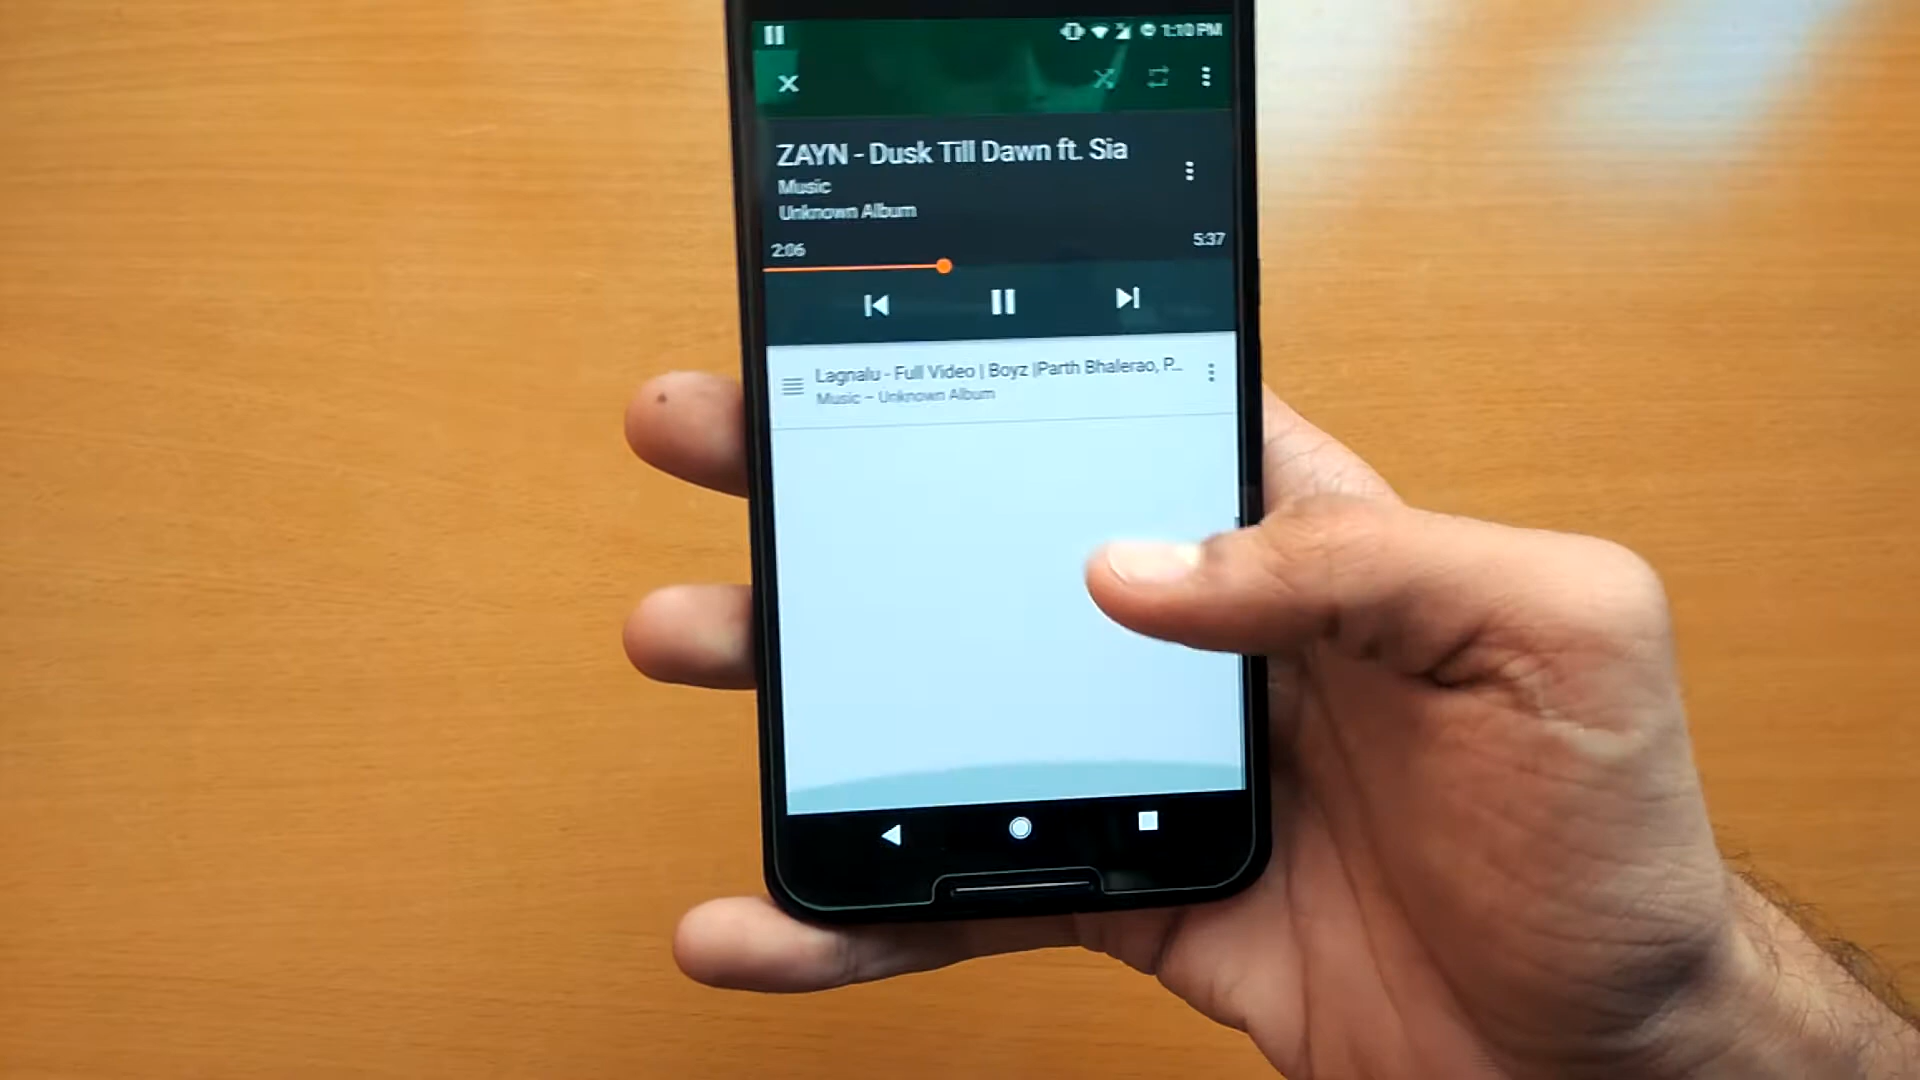 1:10 PM
ZAYN - Dusk Till Dawn ft. Sia
Music
Unknown Album
2:06
5:37
Lagnalu - Full Video | Boyz |Parth Bhalerao, P...
Music – Unknown Album